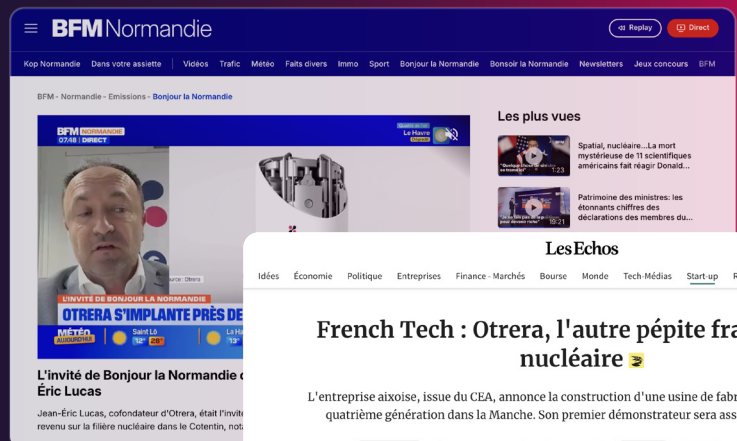 BFM Normandie
Replay
Direct
Kop Normandie Dans votre assiette Vidéos Trafic Météo Faits divers Immo Sport Bonjour la Normandie Bonsoir la Normandie Newsletters Jeux concours BFM
BFM - Normandie - Emissions - Bonjour la Normandie
BFM NORMANDIE
07:48 | DIRECT
Le Havre
Source : Otrera
L'INVITÉ DE BONJOUR LA NORMANDIE
OTRERA S'IMPLANTE PRÈS DE
MÉTÉO
AUJOURD'HUI
Saint Lô
12° 28°
La Ha
13°
L'invité de Bonjour la Normandie
Éric Lucas
Jean-Éric Lucas, cofondateur d'Otrera, était l'invité
revenu sur la filière nucléaire dans le Cotentin,
Les plus vues
1:23
Spatial, nucléaire...La mort
mystérieuse de 11 scientifiques
américains fait réagir Donald...
19:21
Patrimoine des ministres: les
étonnants chiffres des
déclarations des membres du...
Les Echos
Idées Économie Politique Entreprises Finance - Marchés Bourse Monde Tech-Médias Start-up
French Tech : Otrera, l'autre pépite fra
nucléaire
L'entreprise aixoise, issue du CEA, annonce la construction d'une usine de fabr
quatrième génération dans la Manche. Son premier démonstrateur sera ass